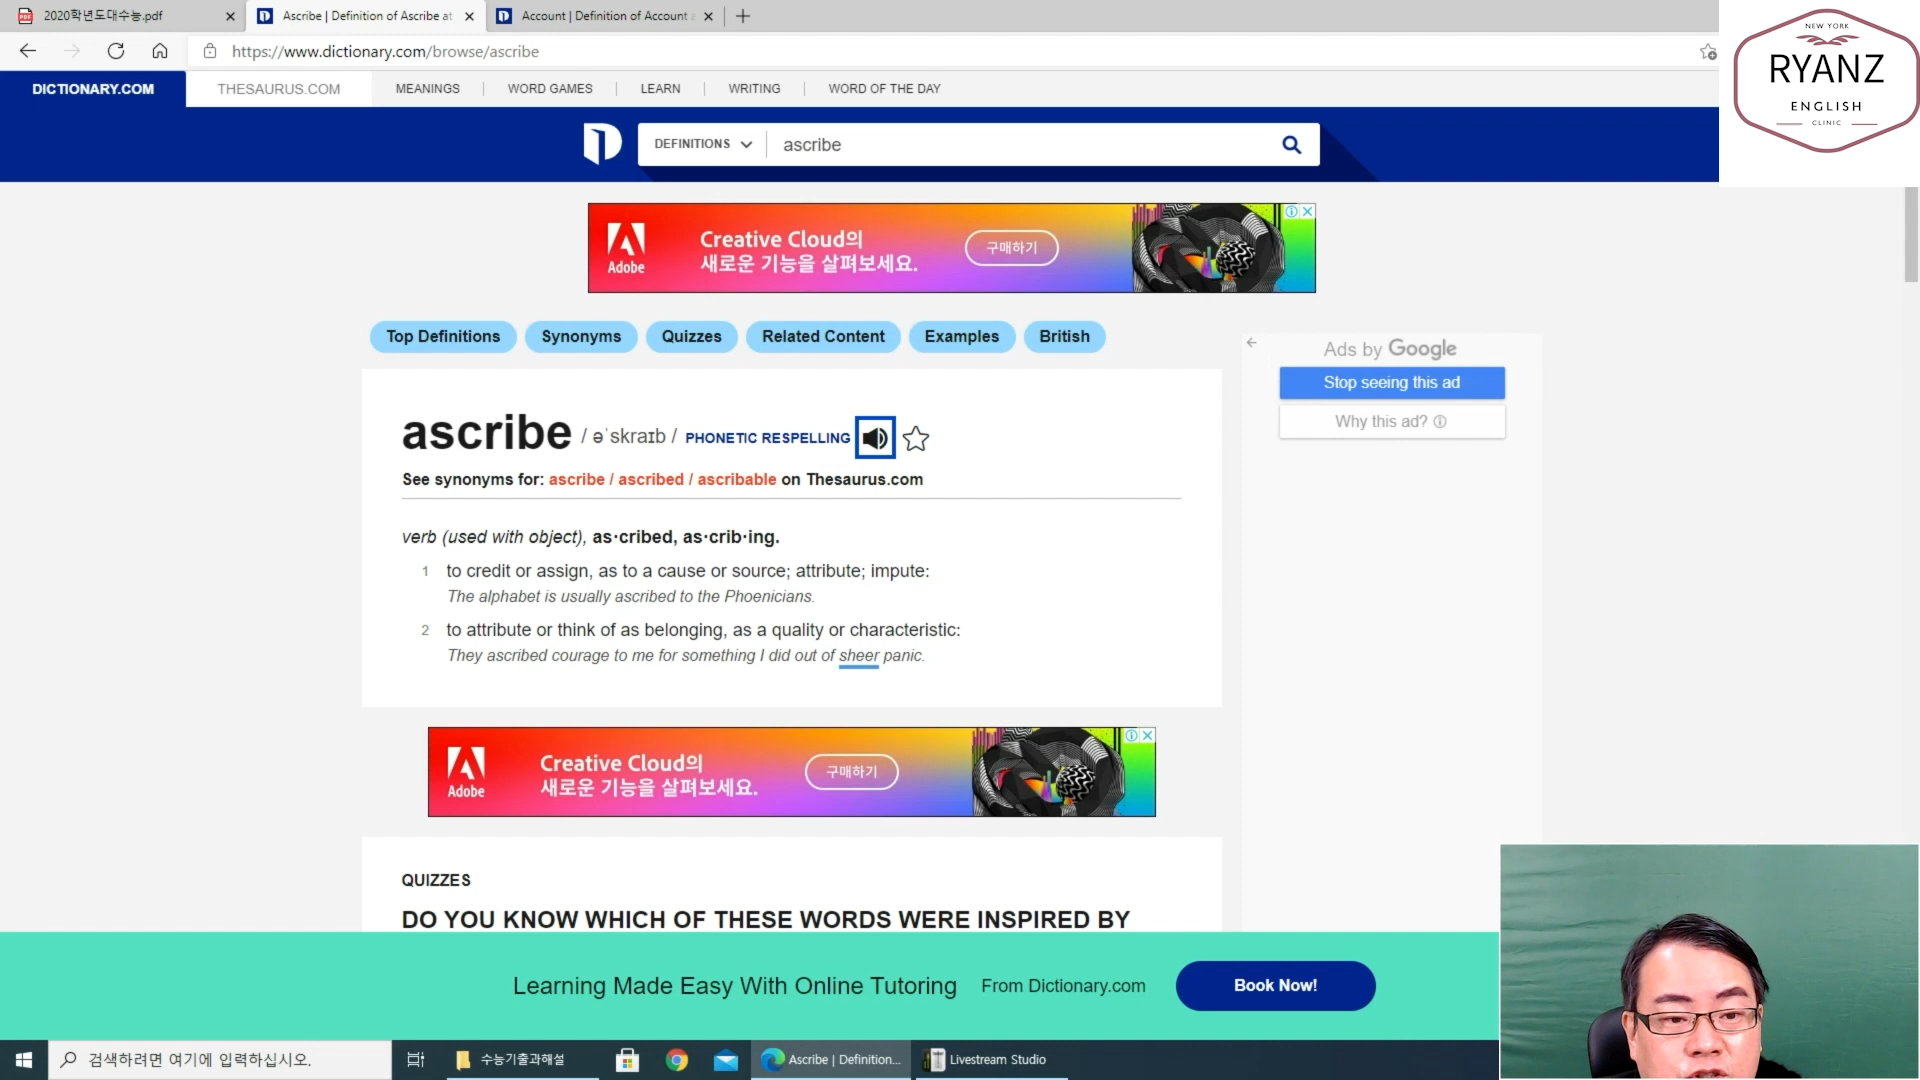 2020학년도대수능.pdf
Ascribe | Definition of Ascribe at
Account | Definition of Account
https://www.dictionary.com/browse/ascribe
NEW YORK
RYANZ
ENGLISH
CLINIC
DICTIONARY.COM
THESAURUS.COM
MEANINGS
WORD GAMES
LEARN
WRITING
WORD OF THE DAY
DEFINITIONS
ascribe
Adobe
Creative Cloud의
새로운 기능을 살펴보세요.
구매하기
Top Definitions
Synonyms
Quizzes
Related Content
Examples
British
Ads by Google
Stop seeing this ad
Why this ad?
ascribe / əˈskraɪb / PHONETIC RESPELLING
See synonyms for: ascribe / ascribed / ascribable on Thesaurus.com
verb (used with object), as·cribed, as·crib·ing.
1 to credit or assign, as to a cause or source; attribute; impute:
The alphabet is usually ascribed to the Phoenicians.
2 to attribute or think of as belonging, as a quality or characteristic:
They ascribed courage to me for something I did out of sheer panic.
Adobe
Creative Cloud의
새로운 기능을 살펴보세요.
구매하기
QUIZZES
DO YOU KNOW WHICH OF THESE WORDS WERE INSPIRED BY
Learning Made Easy With Online Tutoring
From Dictionary.com
Book Now!
검색하려면 여기에 입력하십시오.
수능기출과해설
Ascribe | Definition...
Livestream Studio